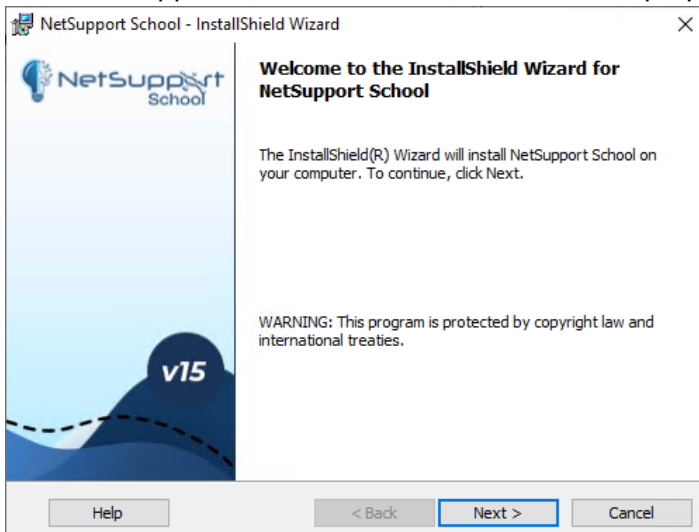 NetSupport School - InstallShield Wizard
NetSupport
School
Welcome to the InstallShield Wizard for
NetSupport School
The InstallShield(R) Wizard will install NetSupport School on
your computer. To continue, click Next.
WARNING: This program is protected by copyright law and
international treaties.
v15
Help
< Back
Next >
Cancel